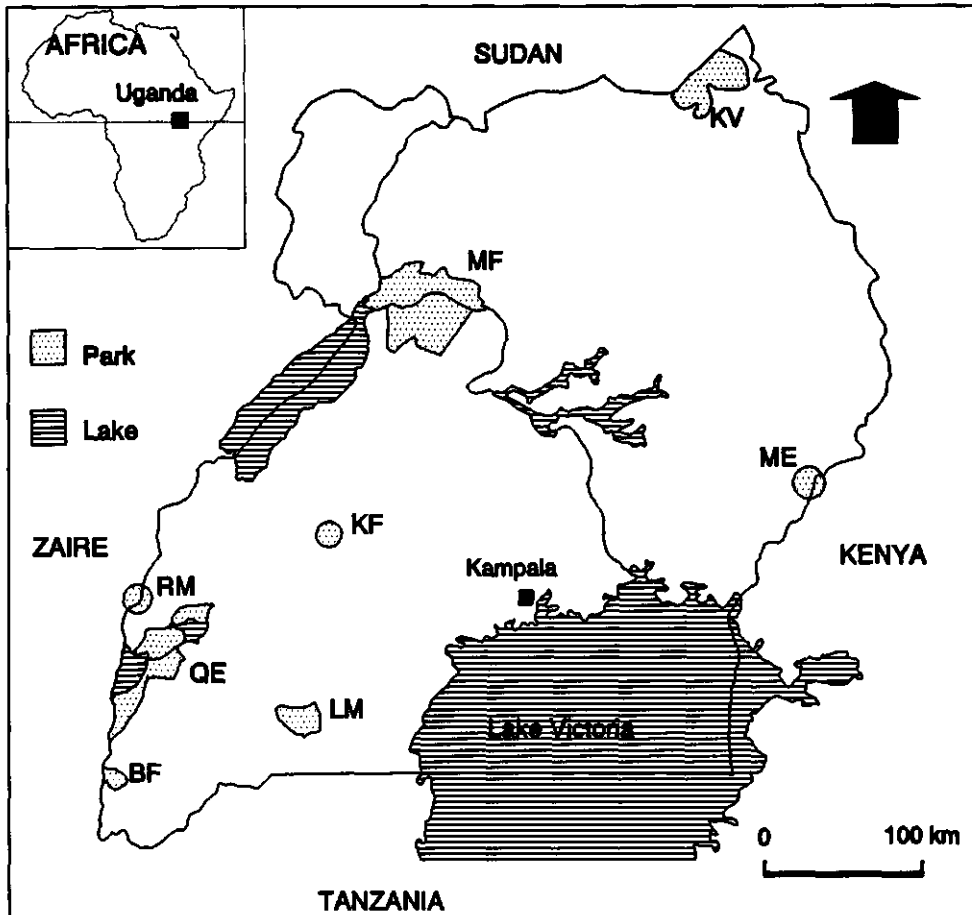 AFRICA
Uganda
SUDAN
KV
MF
Park
Lake
ME
KF
ZAIRE
KENYA
Kampala
RM
QE
LM
Lake Victoria
BF
0 100 km
TANZANIA